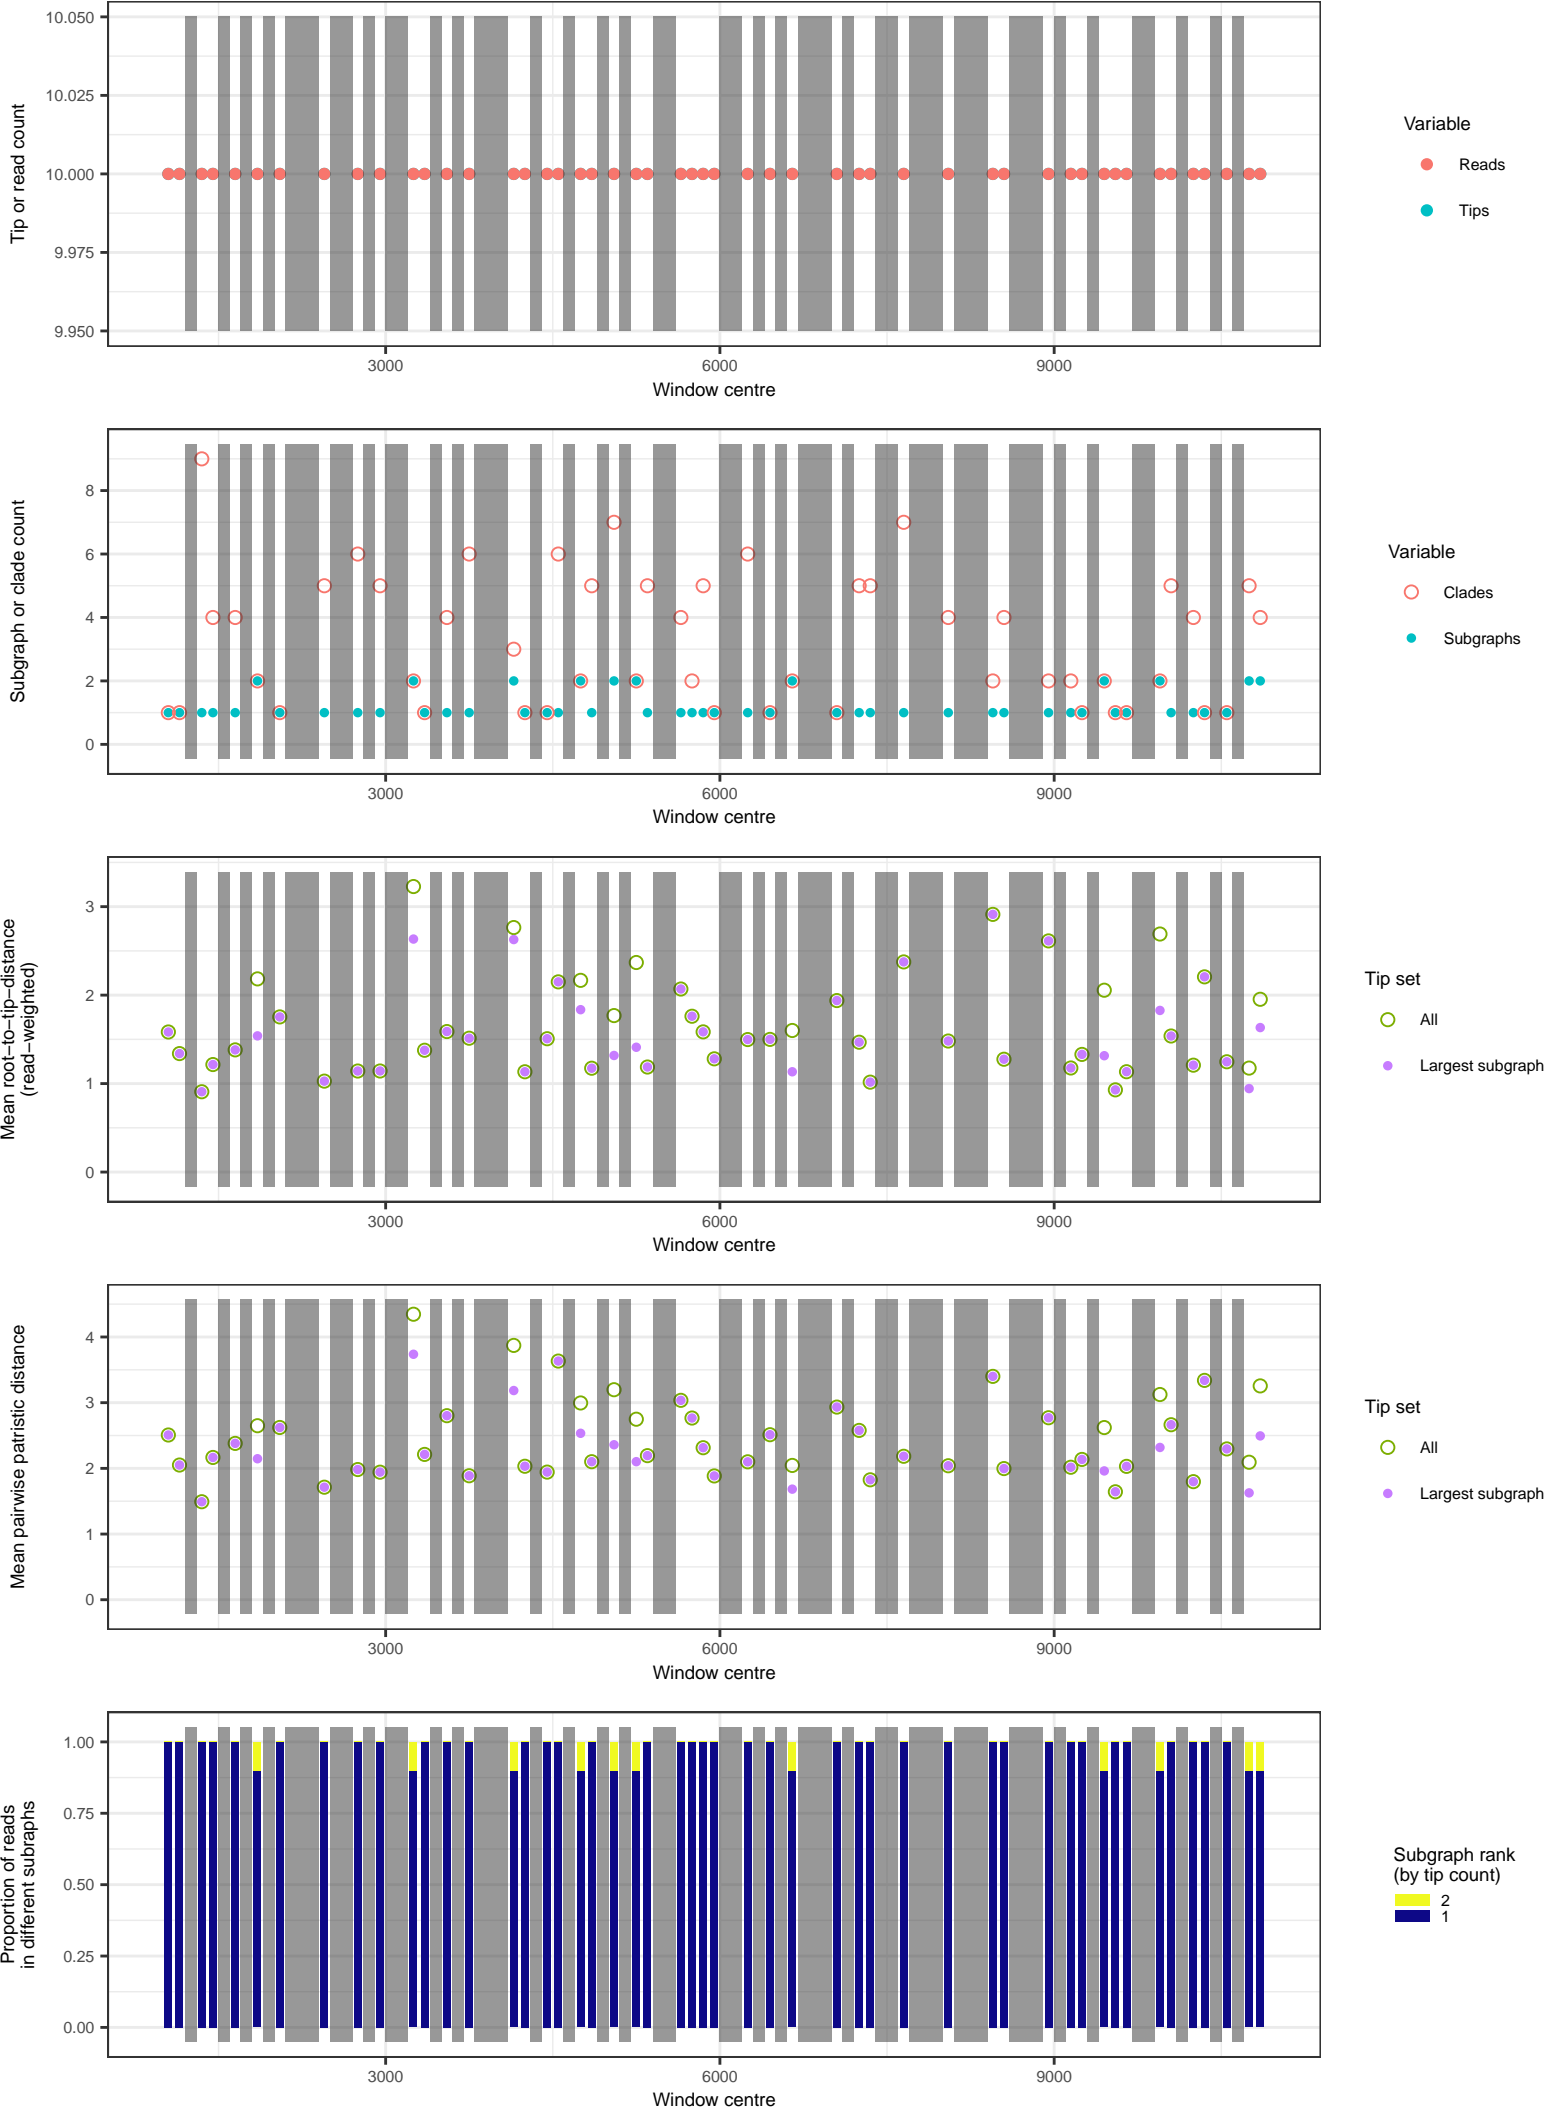 10.050
10.025
10.000
9.975
9.950
Tip or read count
3000
6000
9000
Window centre
Variable
Reads
Tips
8
6
4
2
0
Subgraph or clade count
3000
6000
9000
Window centre
Variable
Clades
Subgraphs
3
2
1
0
Mean root−to−tip−distance
(read−weighted)
3000
6000
9000
Window centre
Tip set
All
Largest subgraph
4
3
2
1
0
Mean pairwise patristic distance
3000
6000
9000
Window centre
Tip set
All
Largest subgraph
1.00
0.75
0.50
0.25
0.00
Proportion of reads
in different subraphs
3000
6000
9000
Window centre
Subgraph rank
(by tip count)
2
1